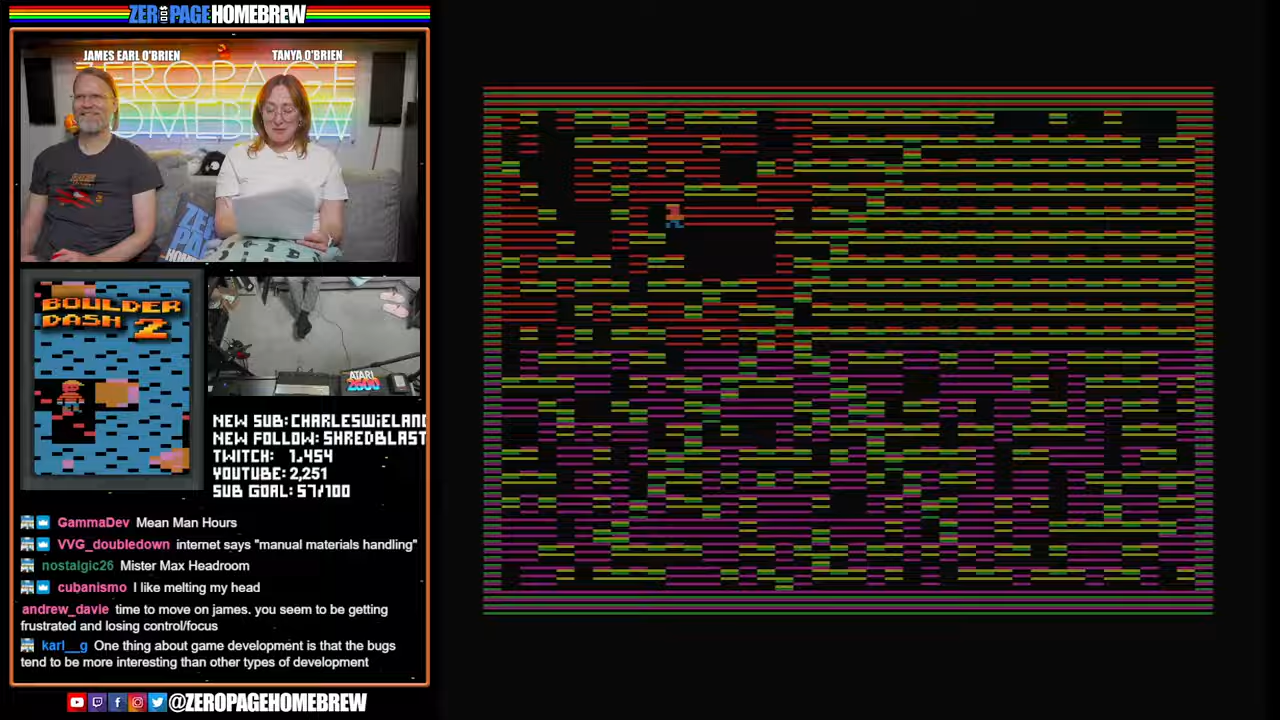 ZEROPAGE HOMEBREW
JAMES EARL O'BRIEN
TANYA O'BRIEN
ZEROPAGE
HOMEBREW
BOULDER
DASH 2
ATARI
2600
NEW SUB: CHARLESWIELAND
NEW FOLLOW: SHREDBLAST
TWITCH: 1,454
YOUTUBE: 2,251
SUB GOAL: 57/100
GammaDev Mean Man Hours
VVG_doubledown internet says "manual materials handling"
nostalgic26 Mister Max Headroom
cubanismo I like melting my head
andrew_davie time to move on james. you seem to be getting
frustrated and losing control/focus
karl__g One thing about game development is that the bugs
tend to be more interesting than other types of development
@ZEROPAGEHOMEBREW